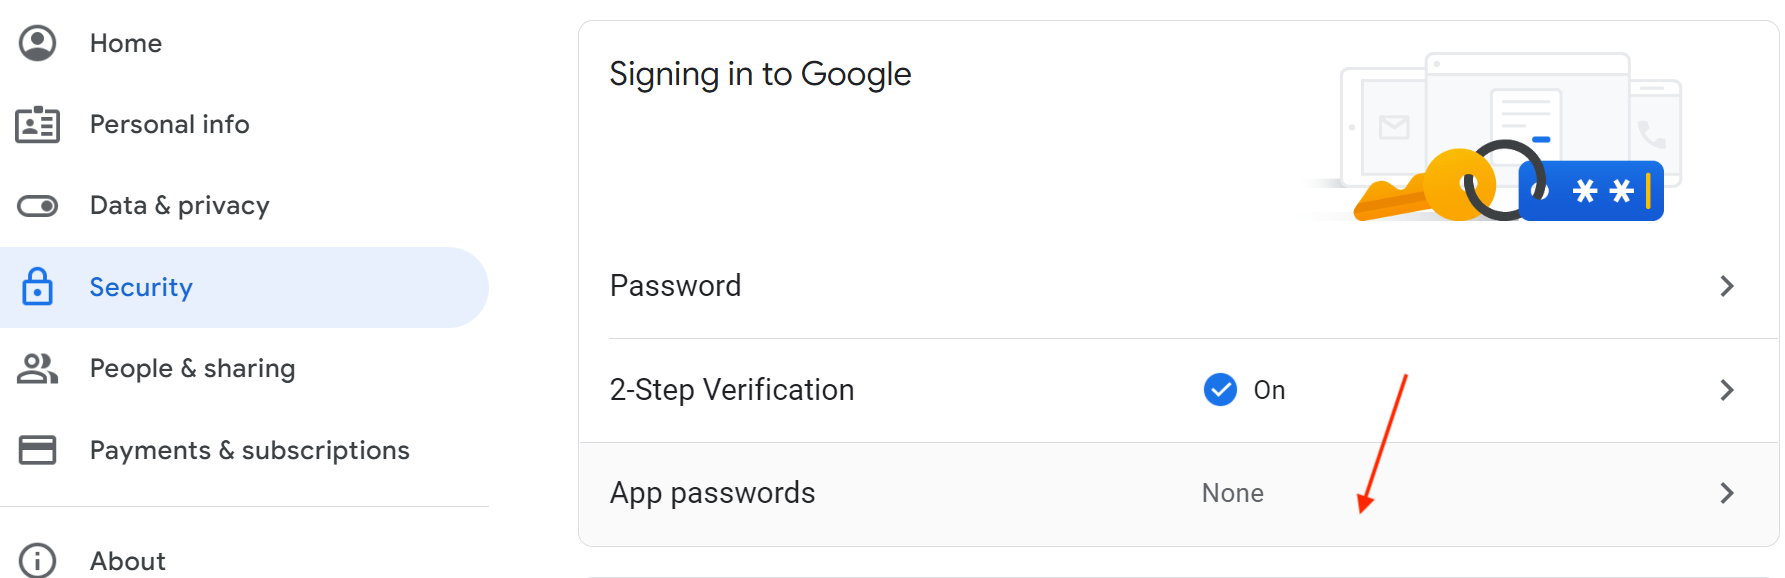 Home
Personal info
Data & privacy
Security
People & sharing
Payments & subscriptions
About
Signing in to Google
Password
2-Step Verification On
App passwords None